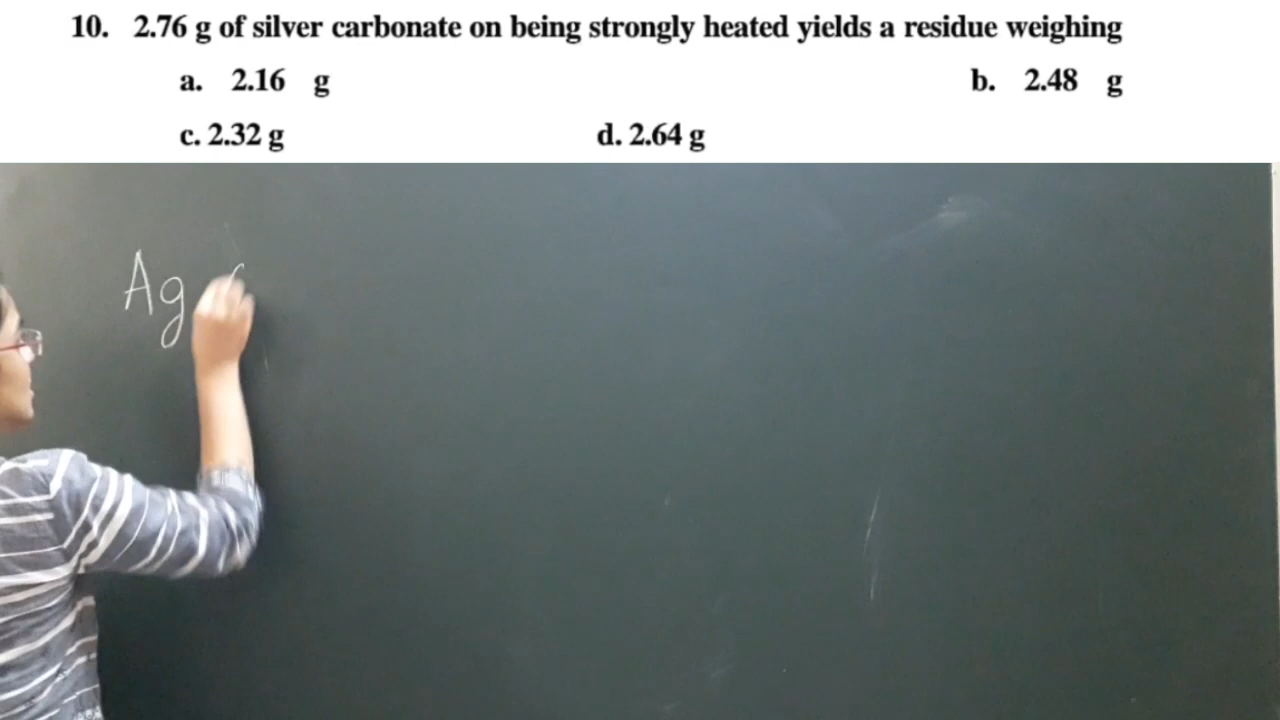 10. 2.76 g of silver carbonate on being strongly heated yields a residue weighing
a. 2.16 g b. 2.48 g
c. 2.32 g d. 2.64 g
Ag